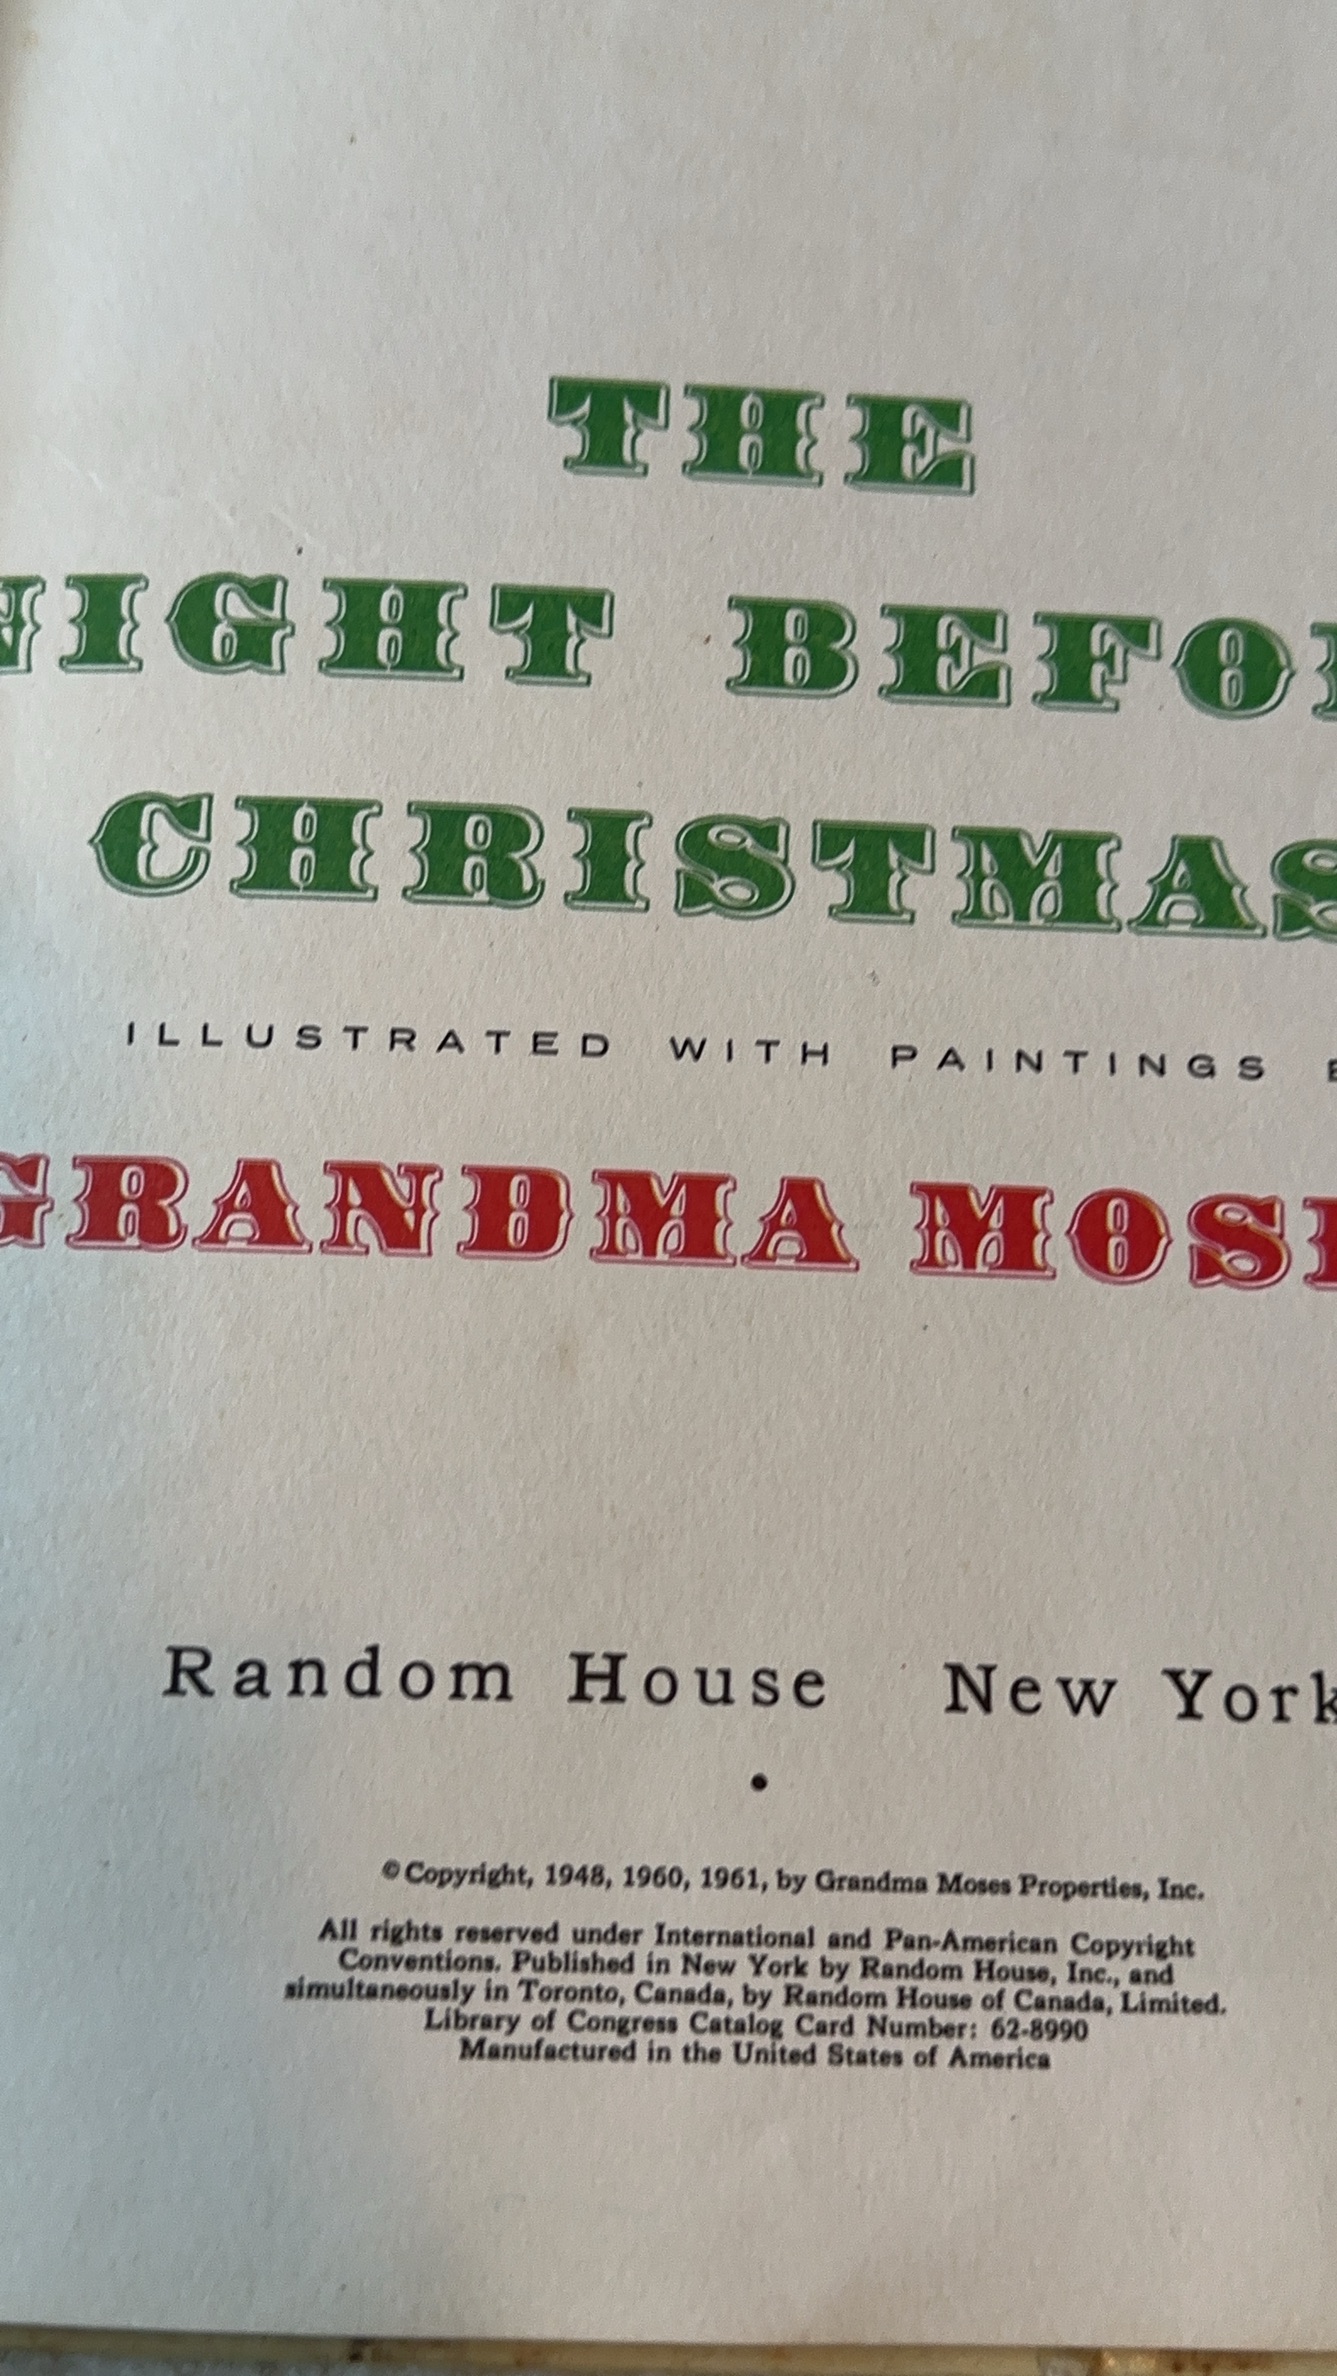 THE
NIGHT BEFOR
CHRISTMAS
ILLUSTRATED WITH PAINTINGS B
GRANDMA MOSE
Random House New York
•
© Copyright, 1948, 1960, 1961, by Grandma Moses Properties, Inc.
All rights reserved under International and Pan-American Copyright
Conventions. Published in New York by Random House, Inc., and
simultaneously in Toronto, Canada, by Random House of Canada, Limited.
Library of Congress Catalog Card Number: 62-8990
Manufactured in the United States of America